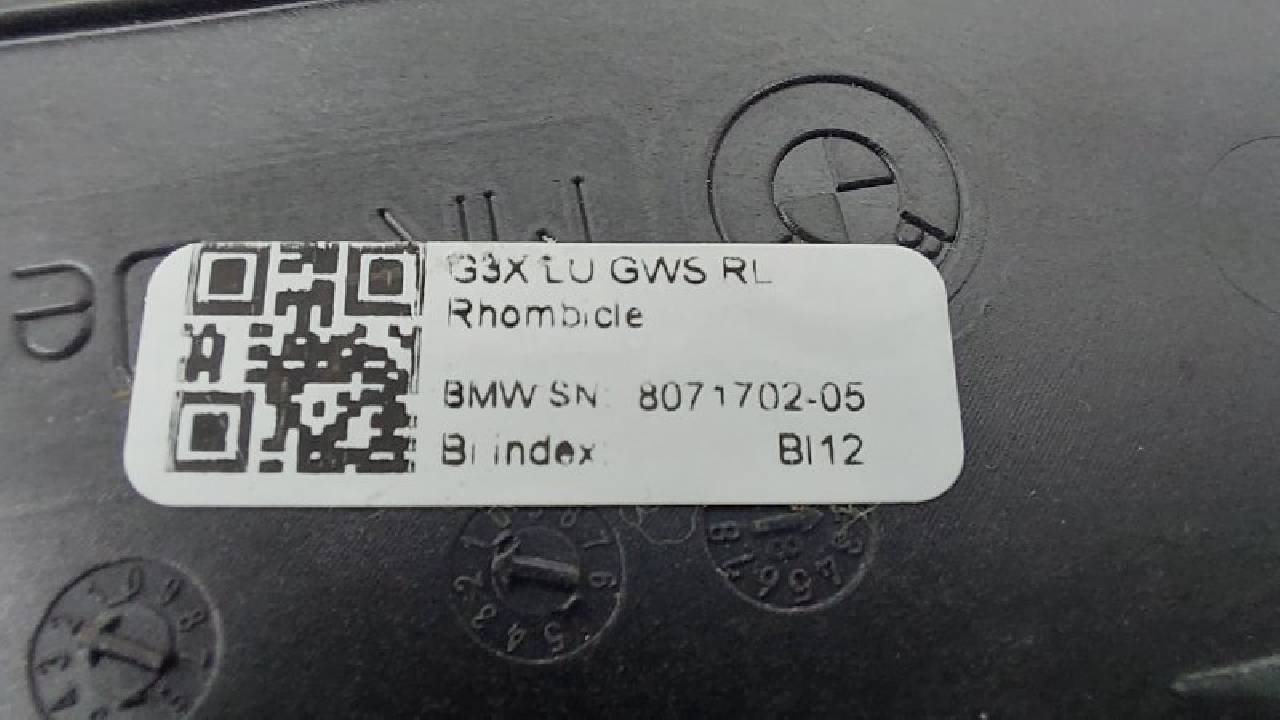 G3X LU GWS RL
Rhombicle
BMW SN: 8071702-05
BI index: BI12